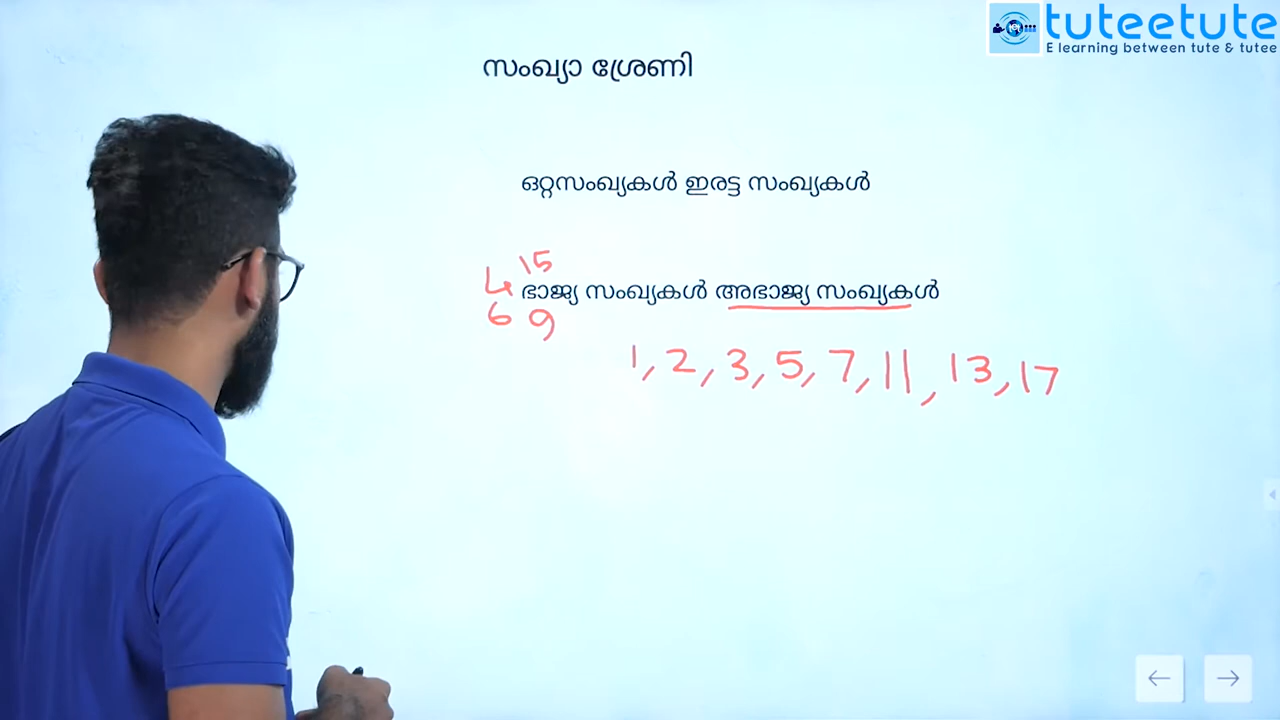 tuteetute
E learning between tute & tutee
സംഖ്യാ ശ്രേണി
ഒറ്റസംഖ്യകൾ ഇരട്ട സംഖ്യകൾ
4 15
ഭാജ്യ സംഖ്യകൾ അഭാജ്യ സംഖ്യകൾ
6 9
1, 2, 3, 5, 7, 11, 13, 17